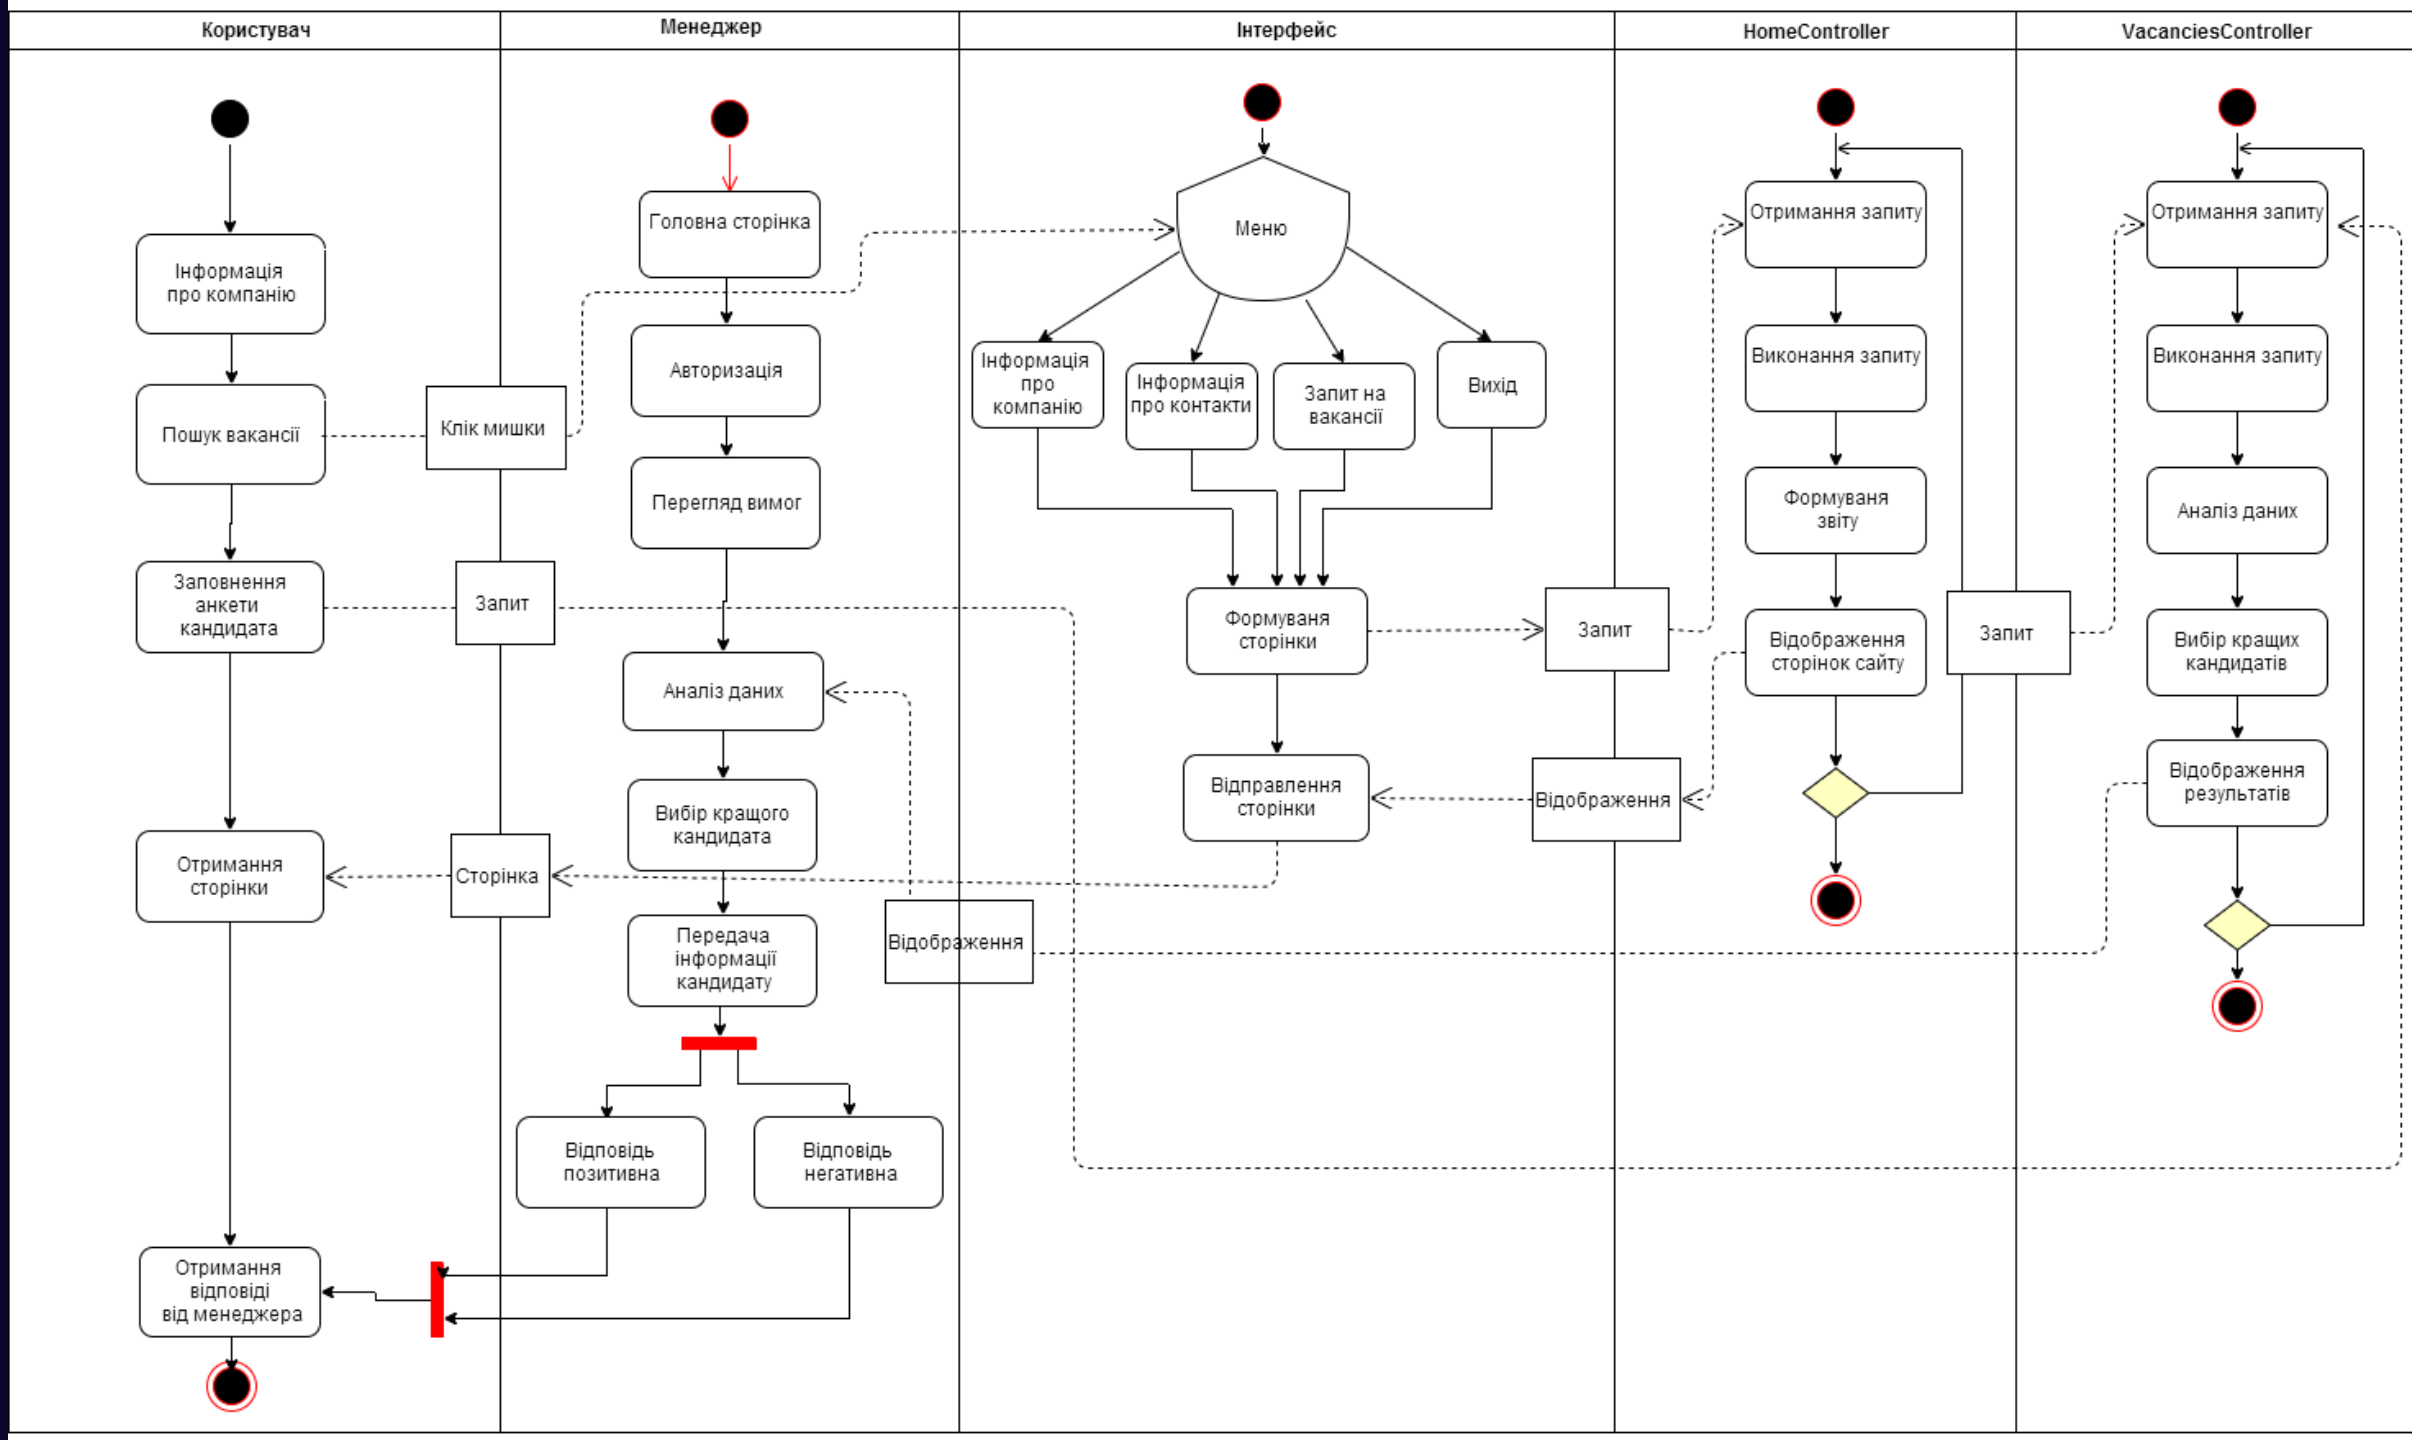 Користувач
Менеджер
Інтерфейс
HomeController
VacanciesController
Інформація
про компанію
Пошук вакансії
Заповнення
анкети
кандидата
Отримання
сторінки
Отримання
відповіді
від менеджера
Клік мишки
Запит
Сторінка
Головна сторінка
Авторизація
Перегляд вимог
Аналіз даних
Вибір кращого
кандидата
Передача
інформації
кандидату
Відповідь
позитивна
Відповідь
негативна
Відображення
Меню
Інформація
про
компанію
Інформація
про контакти
Запит на
вакансії
Вихід
Формуваня
сторінки
Відправлення
сторінки
Запит
Відображення
Отримання запиту
Виконання запиту
Формуваня
звіту
Відображення
сторінок сайту
Запит
Отримання запиту
Виконання запиту
Аналіз даних
Вибір кращих
кандидатів
Відображення
результатів